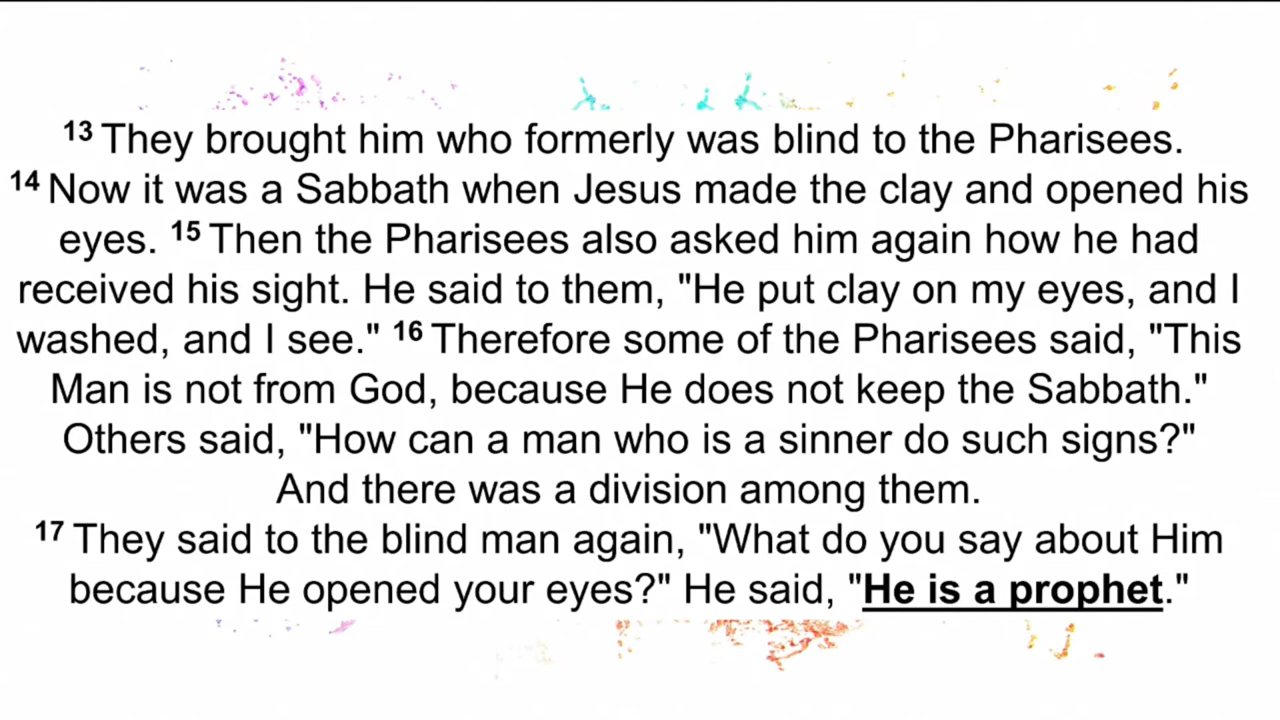 13 They brought him who formerly was blind to the Pharisees.
14 Now it was a Sabbath when Jesus made the clay and opened his
eyes. 15 Then the Pharisees also asked him again how he had
received his sight. He said to them, "He put clay on my eyes, and I
washed, and I see." 16 Therefore some of the Pharisees said, "This
Man is not from God, because He does not keep the Sabbath."
Others said, "How can a man who is a sinner do such signs?"
And there was a division among them.
17 They said to the blind man again, "What do you say about Him
because He opened your eyes?" He said, "He is a prophet."